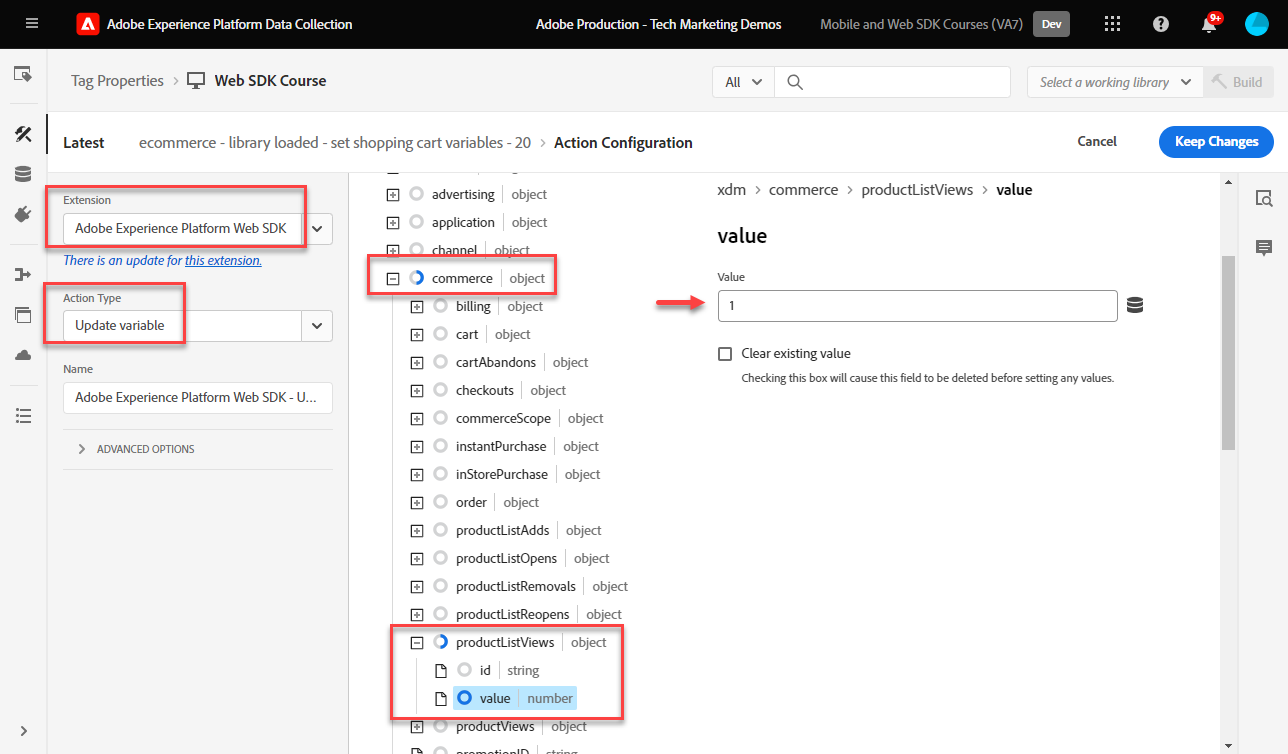 Adobe Experience Platform Data Collection
Adobe Production - Tech Marketing Demos
Mobile and Web SDK Courses (VA7)
Dev
9+
Tag Properties
Web SDK Course
All
Select a working library
Build
Latest
ecommerce - library loaded - set shopping cart variables - 20
Action Configuration
Cancel
Keep Changes
Extension
Adobe Experience Platform Web SDK
There is an update for this extension.
Action Type
Update variable
Name
Adobe Experience Platform Web SDK - U...
ADVANCED OPTIONS
advertising object
application object
channel object
commerce object
billing object
cart object
cartAbandons object
checkouts object
commerceScope object
instantPurchase object
inStorePurchase object
order object
productListAdds object
productListOpens object
productListRemovals object
productListReopens object
productListViews object
id string
value number
productViews object
promotionID string
xdm > commerce > productListViews > value
value
Value
1
Clear existing value
Checking this box will cause this field to be deleted before setting any values.